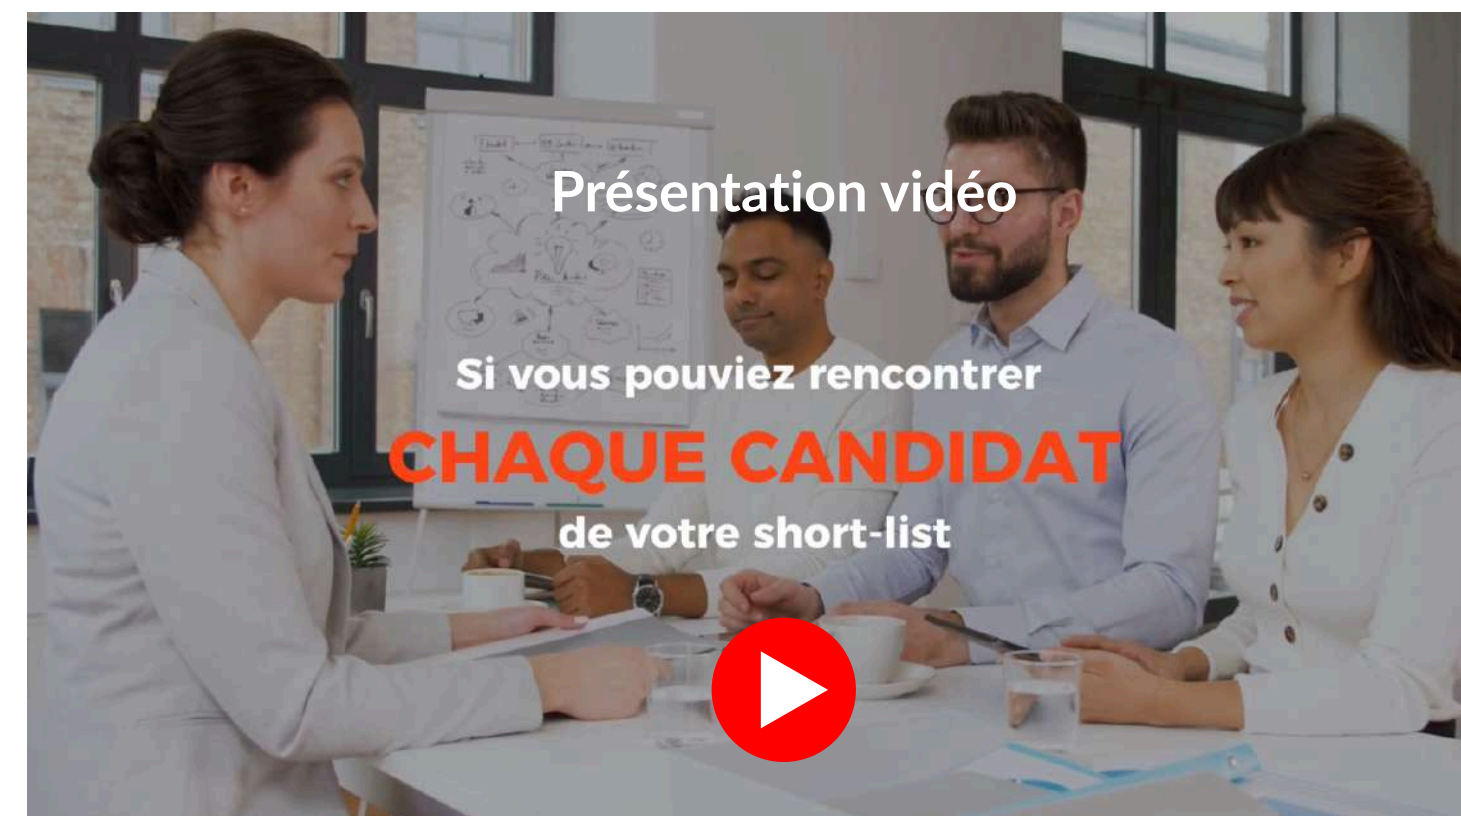 Présentation vidéo
Si vous pouviez rencontrer
CHAQUE CANDIDAT
de votre short-list